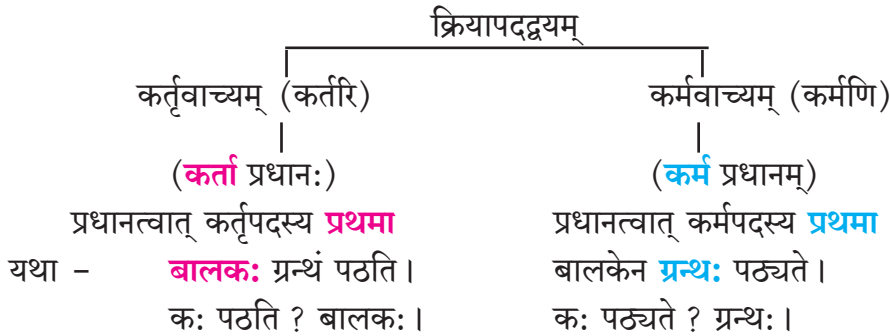 क्रियापदद्वयम्
कर्तृवाच्यम् (कर्तरि) कर्मवाच्यम् (कर्मणि)
(कर्ता प्रधान:) (कर्म प्रधानम्)
प्रधानत्वात् कर्तृपदस्य प्रथमा प्रधानत्वात् कर्मपदस्य प्रथमा
यथा – बालक: ग्रन्थं पठति। बालकेन ग्रन्थ: पठ्यते।
क: पठति ? बालक:। क: पठ्यते ? ग्रन्थ:।